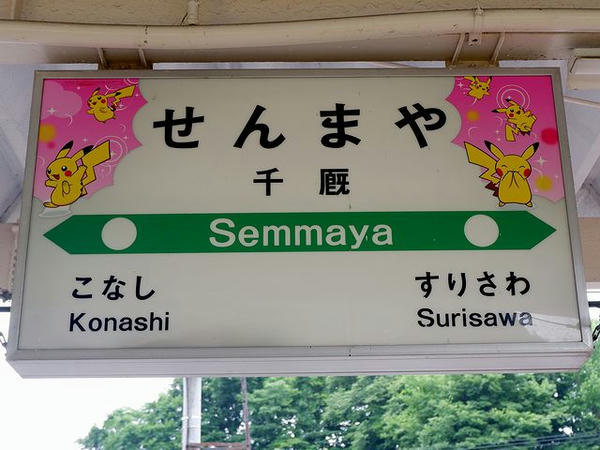 せんまや
千厩
Semmaya
こなし
Konashi
すりさわ
Surisawa